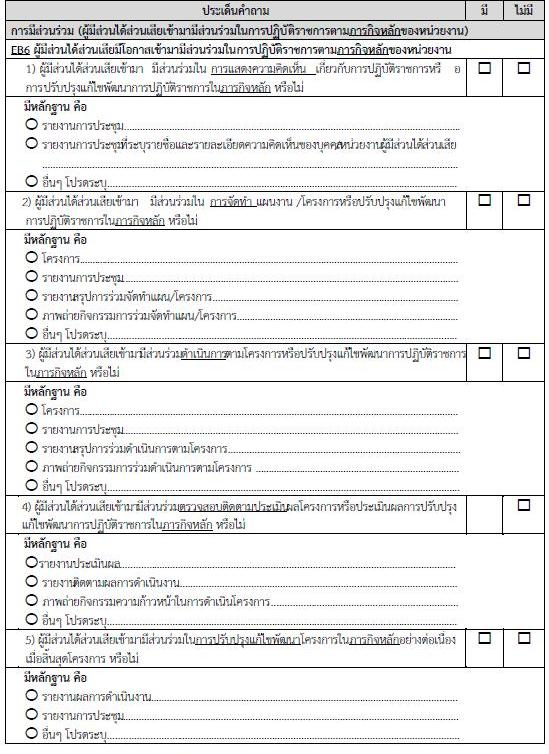 ประเด็นคำถาม มี ไม่มี
การมีส่วนร่วม (ผู้มีส่วนได้ส่วนเสียเข้ามามีส่วนร่วมในการปฏิบัติราชการตามภารกิจหลักของหน่วยงาน)
EB6 ผู้มีส่วนได้ส่วนเสียมีโอกาสเข้ามามีส่วนร่วมในการปฏิบัติราชการตามภารกิจหลักของหน่วยงาน
1) ผู้มีส่วนได้ส่วนเสียเข้ามา มีส่วนร่วมใน การแสดงความคิดเห็น เกี่ยวกับการปฏิบัติราชการหรื อ
การปรับปรุงแก้ไขพัฒนาการปฏิบัติราชการในภารกิจหลัก หรือไม่
มีหลักฐาน คือ
รายงานการประชุม
รายงานการประชุมที่ระบุรายชื่อและรายละเอียดความคิดเห็นของบุคคล/หน่วยงานผู้มีส่วนได้ส่วนเสีย
อื่นๆ โปรดระบุ
2) ผู้มีส่วนได้ส่วนเสียเข้ามา มีส่วนร่วมใน การจัดทำ แผนงาน /โครงการหรือปรับปรุงแก้ไขพัฒนา
การปฏิบัติราชการในภารกิจหลัก หรือไม่
มีหลักฐาน คือ
โครงการ
รายงานการประชุม
รายงานสรุปการร่วมจัดทำแผน/โครงการ
ภาพถ่ายกิจกรรมการร่วมจัดทำแผน/โครงการ
อื่นๆ โปรดระบุ
3) ผู้มีส่วนได้ส่วนเสียเข้ามามีส่วนร่วมดำเนินการตามโครงการหรือปรับปรุงแก้ไขพัฒนาการปฏิบัติราชการ
ในภารกิจหลัก หรือไม่
มีหลักฐาน คือ
โครงการ
รายงานการประชุม
รายงานสรุปการร่วมดำเนินการตามโครงการ
ภาพถ่ายกิจกรรมการร่วมดำเนินการตามโครงการ
อื่นๆ โปรดระบุ
4) ผู้มีส่วนได้ส่วนเสียเข้ามามีส่วนร่วมตรวจสอบติดตามประเมินผลโครงการหรือประเมินผลการปรับปรุง
แก้ไขพัฒนาการปฏิบัติราชการในภารกิจหลัก หรือไม่
มีหลักฐาน คือ
รายงานประเมินผล
รายงานติดตามผลการดำเนินงาน
ภาพถ่ายกิจกรรมความก้าวหน้าในการดำเนินโครงการ
อื่นๆ โปรดระบุ
5) ผู้มีส่วนได้ส่วนเสียเข้ามามีส่วนร่วมในการปรับปรุงแก้ไขพัฒนาโครงการในภารกิจหลักอย่างต่อเนื่อง
เมื่อสิ้นสุดโครงการ หรือไม่
มีหลักฐาน คือ
รายงานผลการดำเนินงาน
รายงานการประชุม
อื่นๆ โปรดระบุ